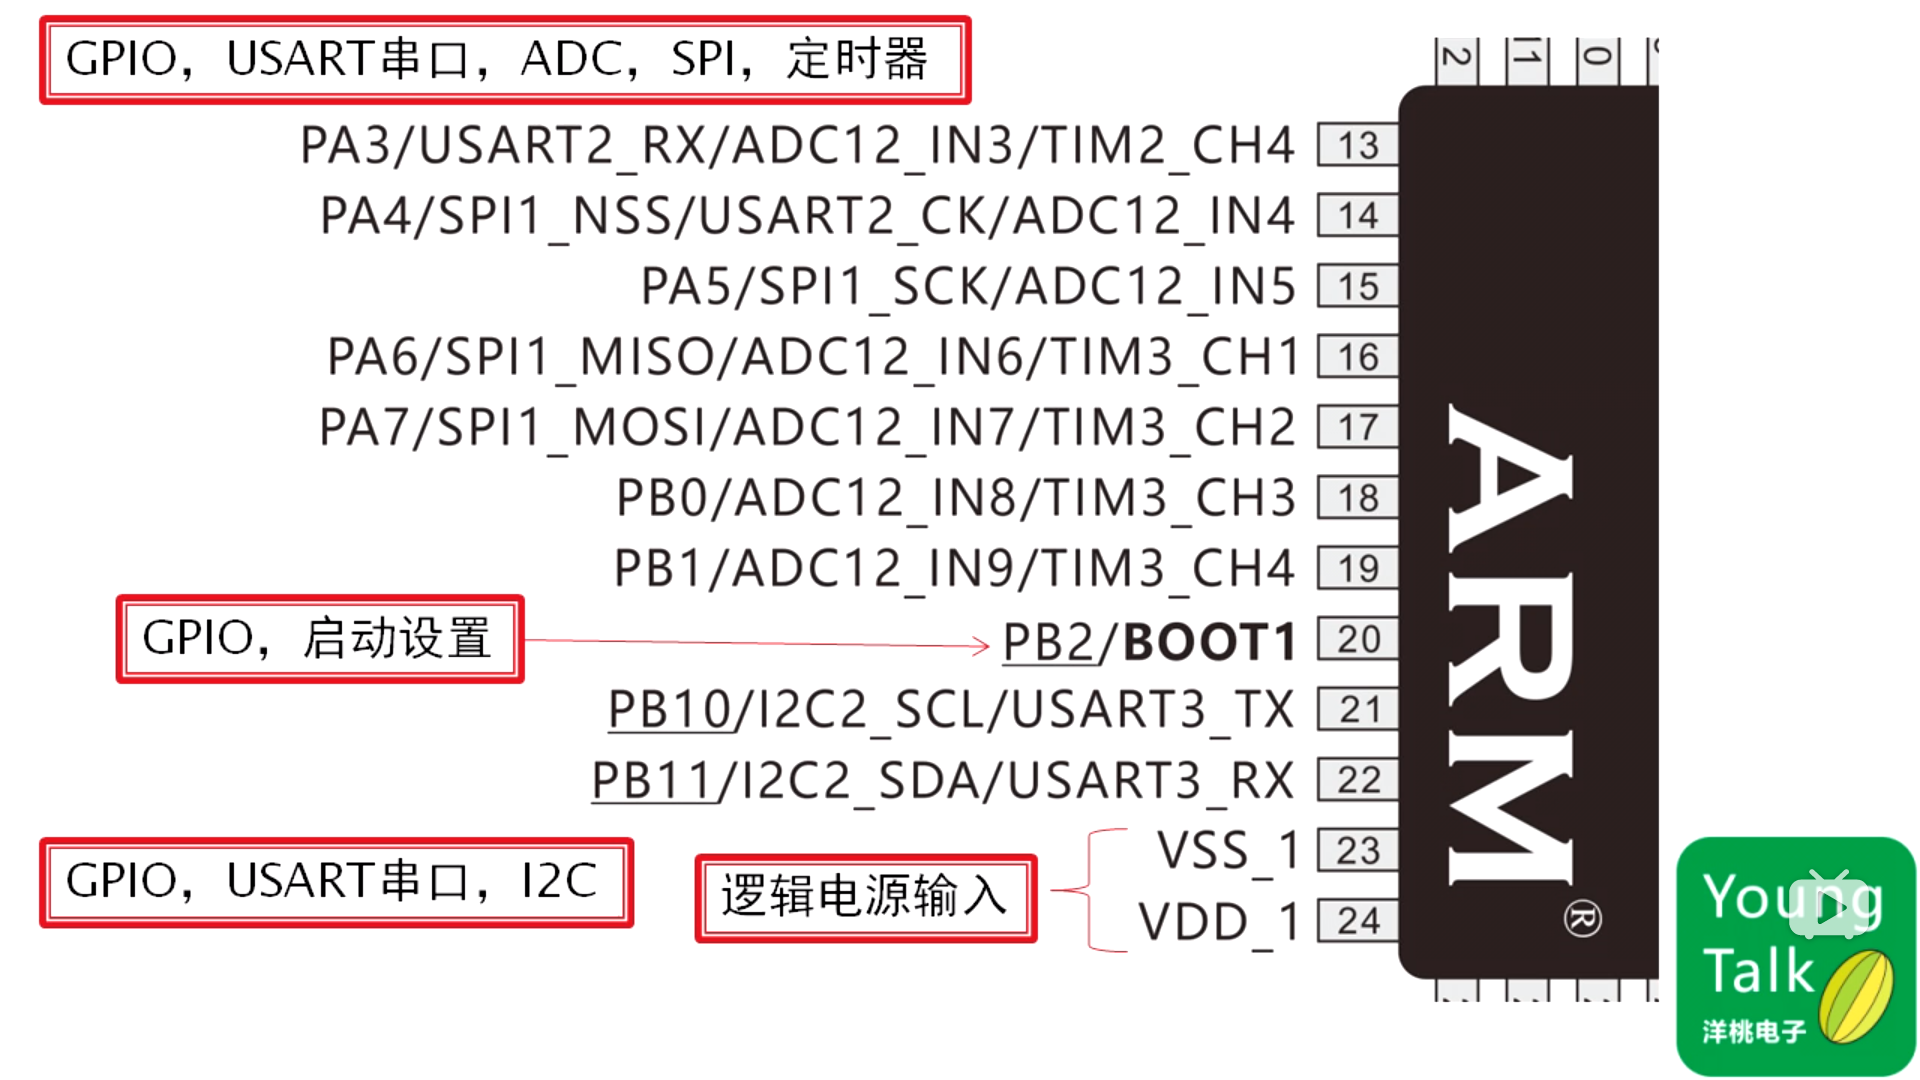 GPIO，USART串口，ADC，SPI，定时器
2 11 0
PA3/USART2_RX/ADC12_IN3/TIM2_CH4 13
PA4/SPI1_NSS/USART2_CK/ADC12_IN4 14
PA5/SPI1_SCK/ADC12_IN5 15
PA6/SPI1_MISO/ADC12_IN6/TIM3_CH1 16
PA7/SPI1_MOSI/ADC12_IN7/TIM3_CH2 17
PB0/ADC12_IN8/TIM3_CH3 18
PB1/ADC12_IN9/TIM3_CH4 19
GPIO，启动设置
PB2/BOOT1 20
PB10/I2C2_SCL/USART3_TX 21
PB11/I2C2_SDA/USART3_RX 22
GPIO，USART串口，I2C
逻辑电源输入
VSS_1 23
VDD_1 24
ARM®
Young
Talk
洋桃电子